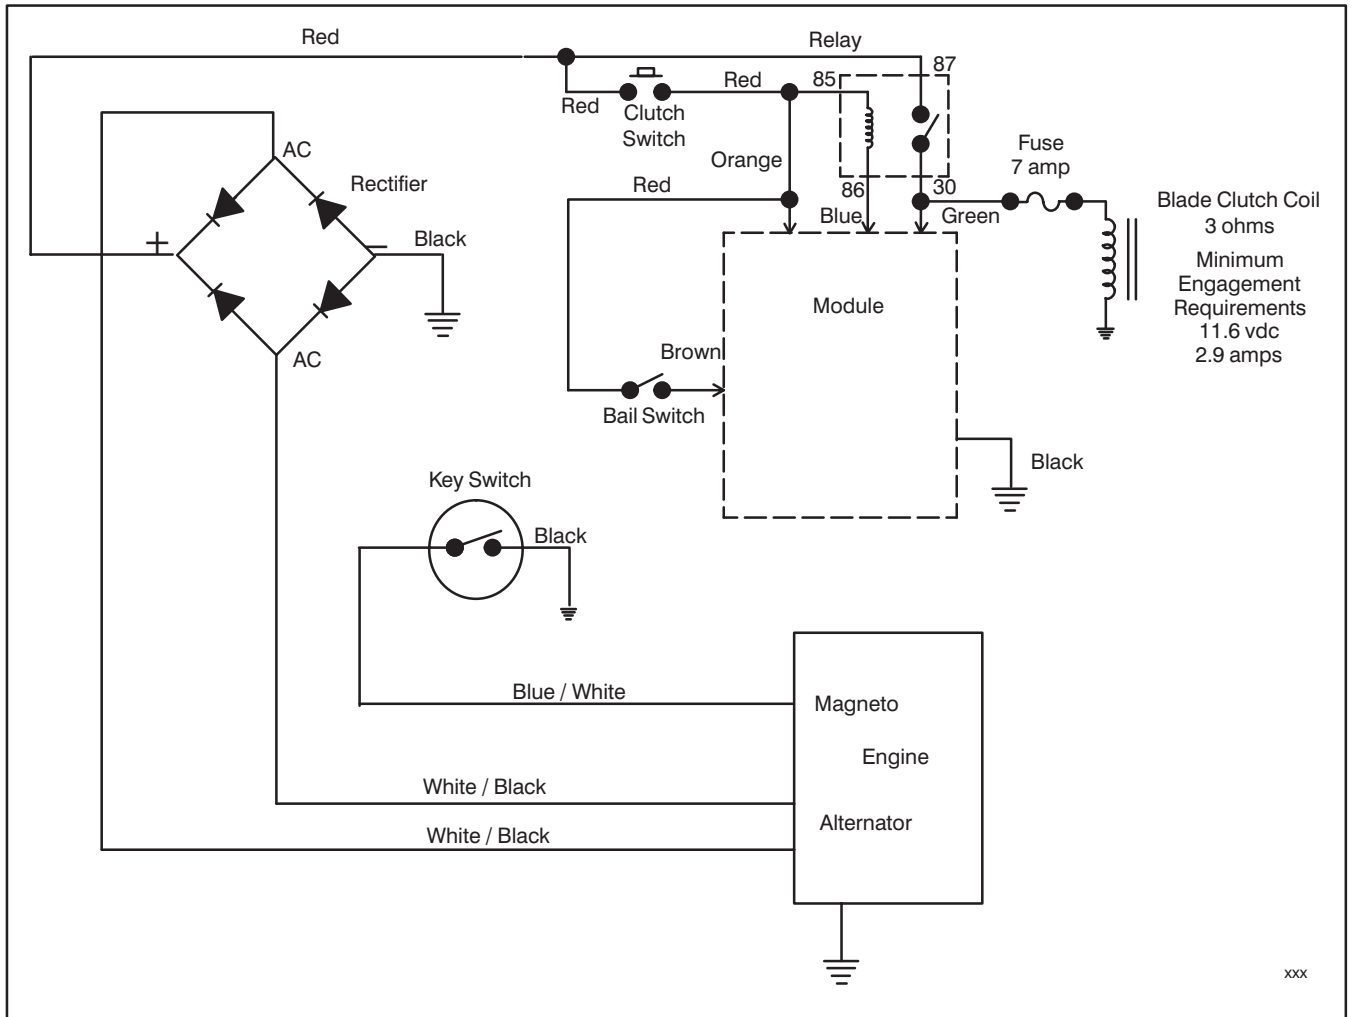 Red
Relay
87
Red
85
Red
Clutch
Switch
Fuse
7 amp
AC
Orange
Rectifier
Red
86
30
Blue
Green
Blade Clutch Coil
3 ohms
+
−
Black
Minimum
Engagement
Requirements
11.6 vdc
2.9 amps
Module
AC
Brown
Bail Switch
Black
Key Switch
Black
Blue / White
Magneto
Engine
White / Black
Alternator
White / Black
xxx